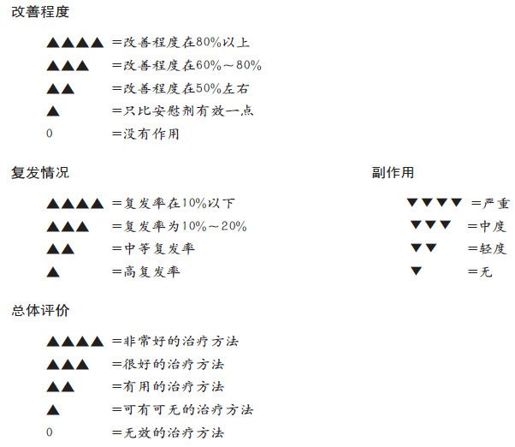 改善程度
▲▲▲▲ =改善程度在80%以上
▲▲▲ =改善程度在60%～80%
▲▲ =改善程度在50%左右
▲ =只比安慰剂有效一点
0 =没有作用
复发情况
▲▲▲▲ =复发率在10%以下
▲▲▲ =复发率为10%～20%
▲▲ =中等复发率
▲ =高复发率
副作用
▼▼▼▼ =严重
▼▼▼ =中度
▼▼ =轻度
▼ =无
总体评价
▲▲▲▲ =非常好的治疗方法
▲▲▲ =很好的治疗方法
▲▲ =有用的治疗方法
▲ =可有可无的治疗方法
0 =无效的治疗方法